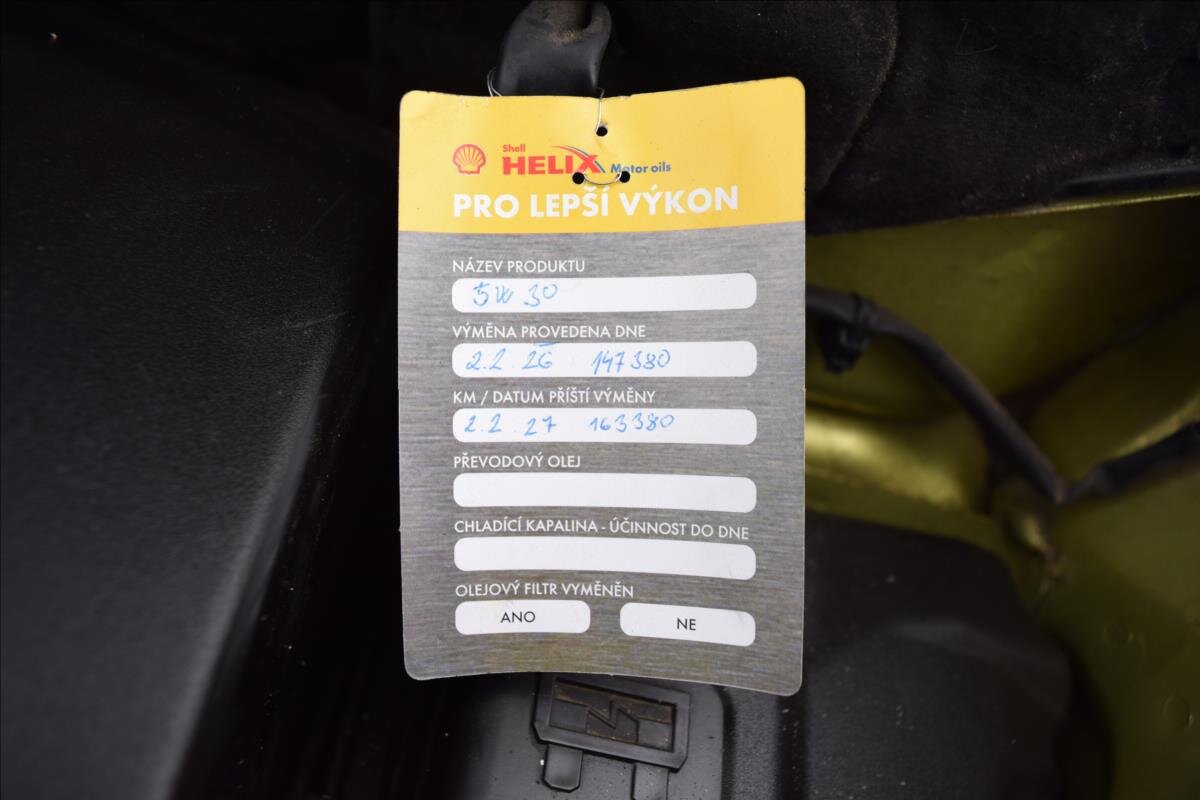 Shell
HELIX Motor oils
PRO LEPŠÍ VÝKON
NÁZEV PRODUKTU
5W 30
VÝMĚNA PROVEDENA DNE
2.2.26 147380
KM / DATUM PŘÍŠTÍ VÝMĚNY
2.2.27 163380
PŘEVODOVÝ OLEJ
CHLADÍCÍ KAPALINA - ÚČINNOST DO DNE
OLEJOVÝ FILTR VYMĚNĚN
ANO NE